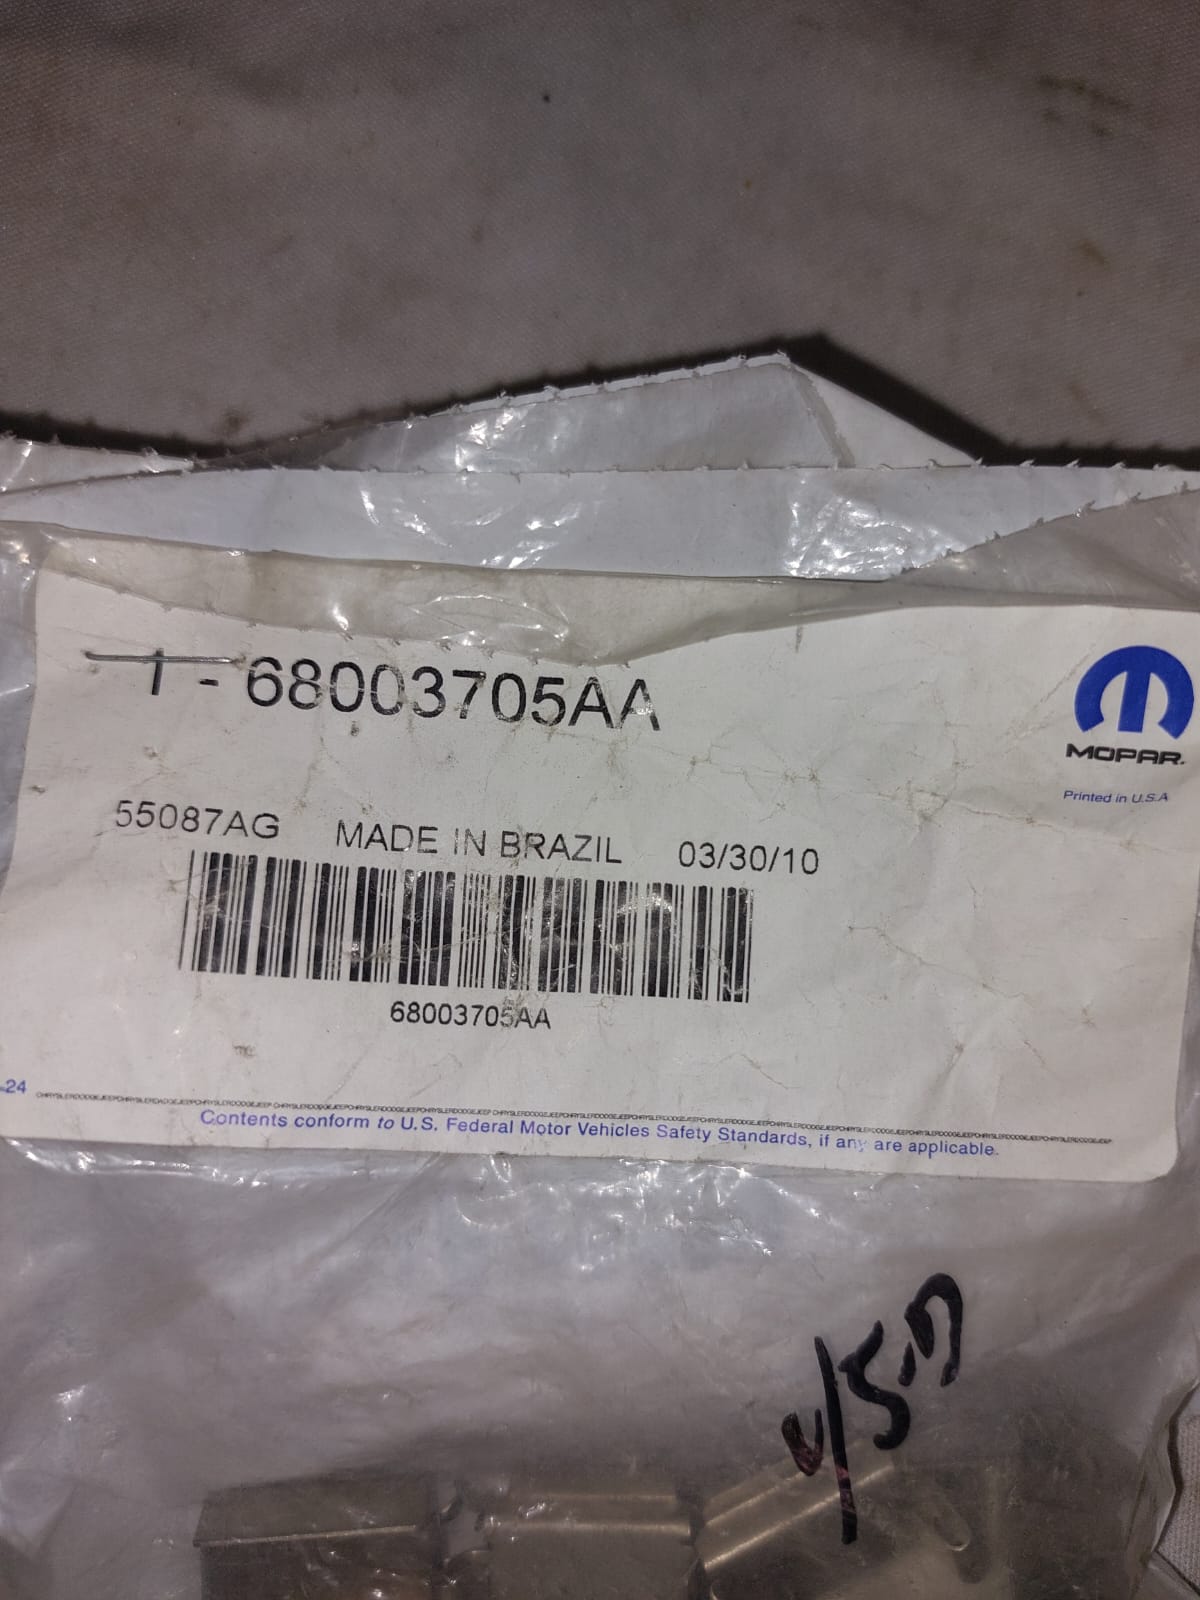 1 - 68003705AA
MOPAR.
Printed in U.S.A
55087AG MADE IN BRAZIL 03/30/10
68003705AA
24
Contents conform to U.S. Federal Motor Vehicles Safety Standards, if any are applicable.